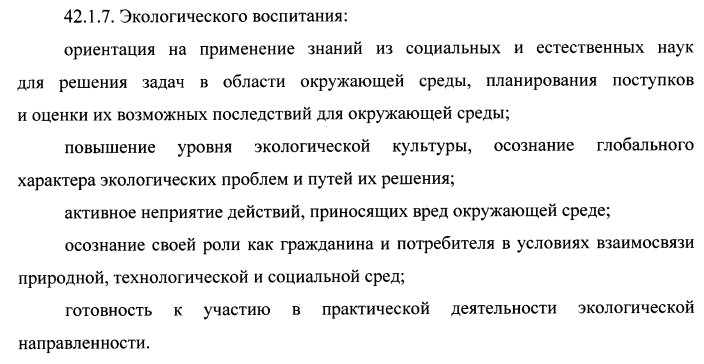 42.1.7. Экологического воспитания:
ориентация на применение знаний из социальных и естественных наук
для решения задач в области окружающей среды, планирования поступков
и оценки их возможных последствий для окружающей среды;
повышение уровня экологической культуры, осознание глобального
характера экологических проблем и путей их решения;
активное неприятие действий, приносящих вред окружающей среде;
осознание своей роли как гражданина и потребителя в условиях взаимосвязи
природной, технологической и социальной сред;
готовность к участию в практической деятельности экологической
направленности.